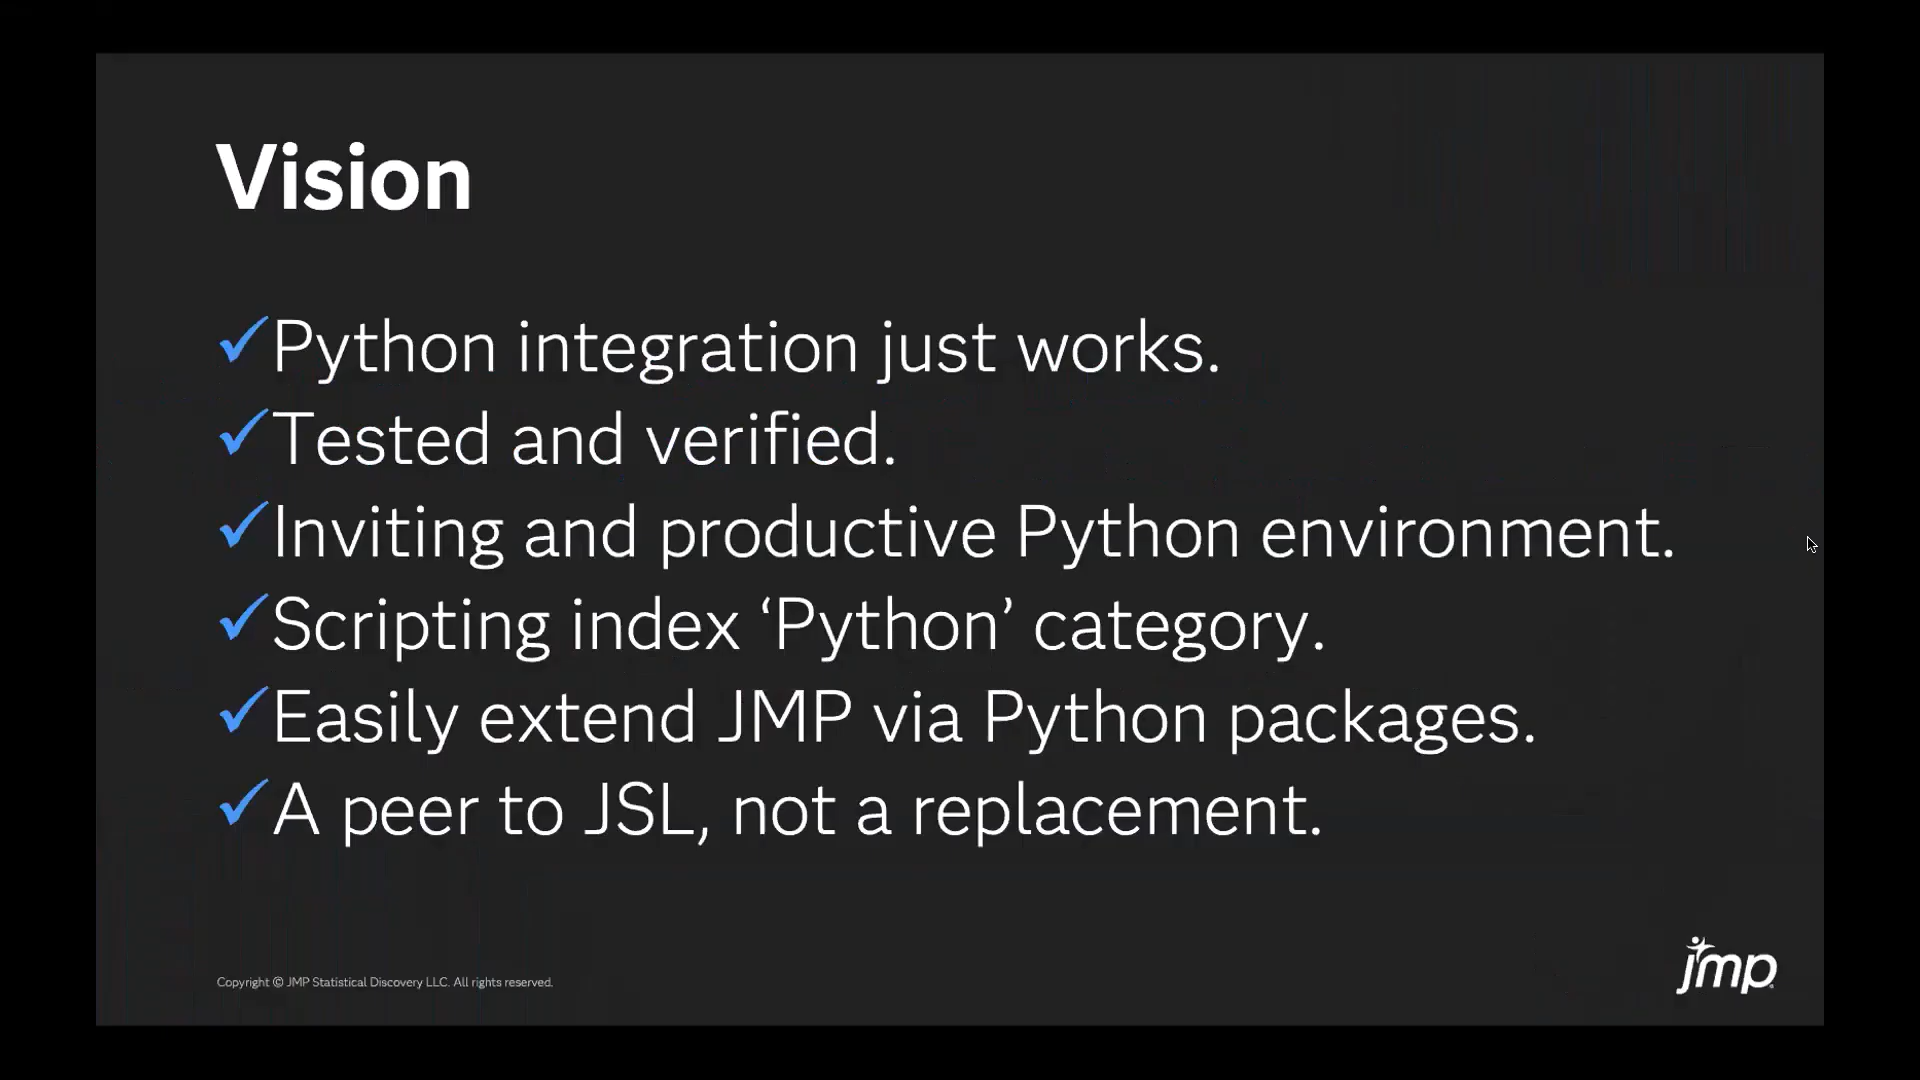 Vision
✓Python integration just works.
✓Tested and verified.
✓Inviting and productive Python environment.
✓Scripting index ‘Python’ category.
✓Easily extend JMP via Python packages.
✓A peer to JSL, not a replacement.
Copyright © JMP Statistical Discovery LLC. All rights reserved.
jmp